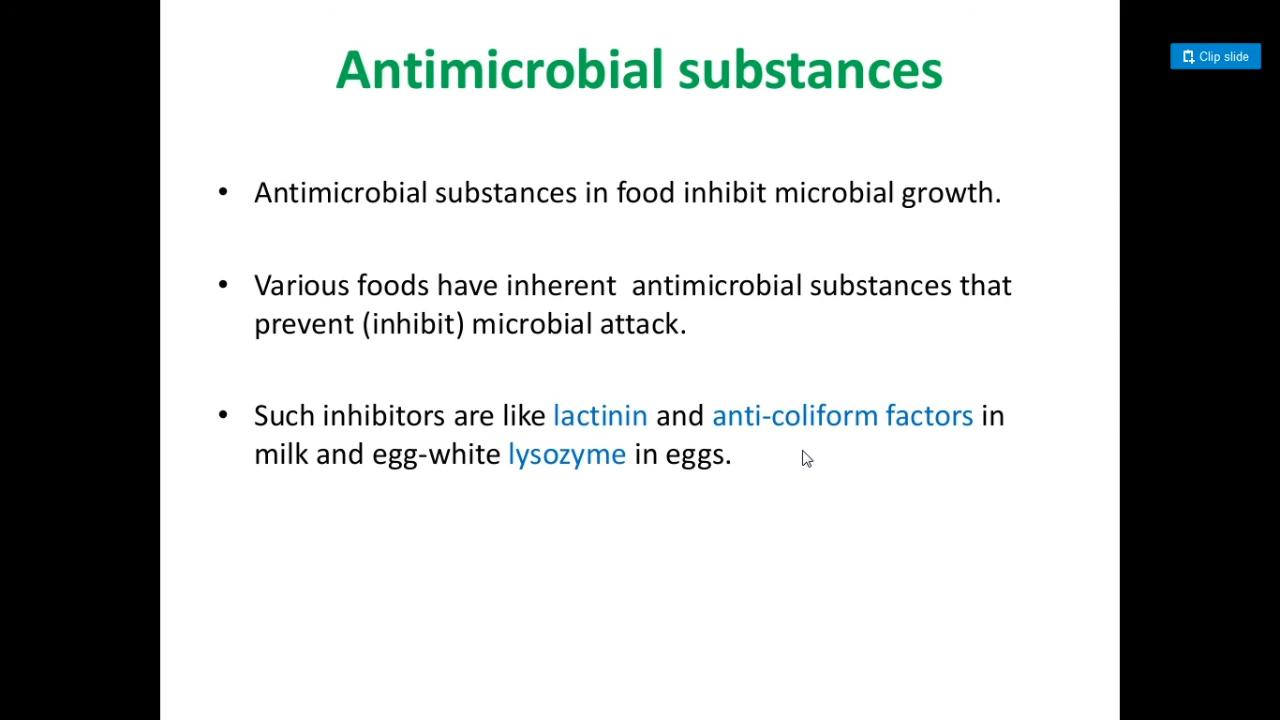 Antimicrobial substances
Clip slide
• Antimicrobial substances in food inhibit microbial growth.
• Various foods have inherent  antimicrobial substances that
prevent (inhibit) microbial attack.
• Such inhibitors are like lactinin and anti-coliform factors in
milk and egg-white lysozyme in eggs.